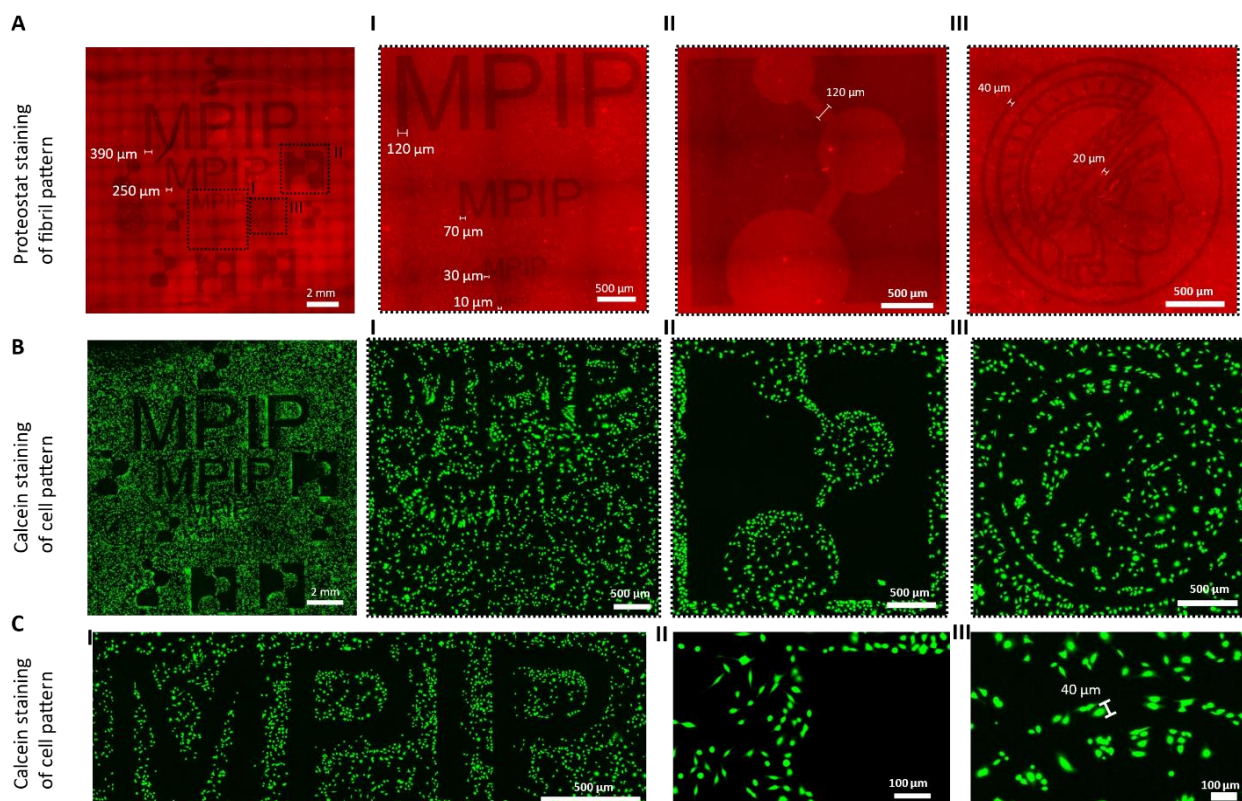 A
I
II
III
Proteostat staining
of fibril pattern
MPIP
390 µm
MPIP
250 µm
II
I
MPIP
III
2 mm
MPIP
120 µm
MPIP
70 µm
MPIP
30 µm
10 µm
500 µm
120 µm
500 µm
40 µm
20 µm
500 µm
B
I
II
III
Calcein staining
of cell pattern
MPIP
MPIP
MPIP
2 mm
MPIP
500 µm
500 µm
500 µm
C
I
II
III
Calcein staining
of cell pattern
MPIP
500 µm
100 µm
40 µm
100 µm